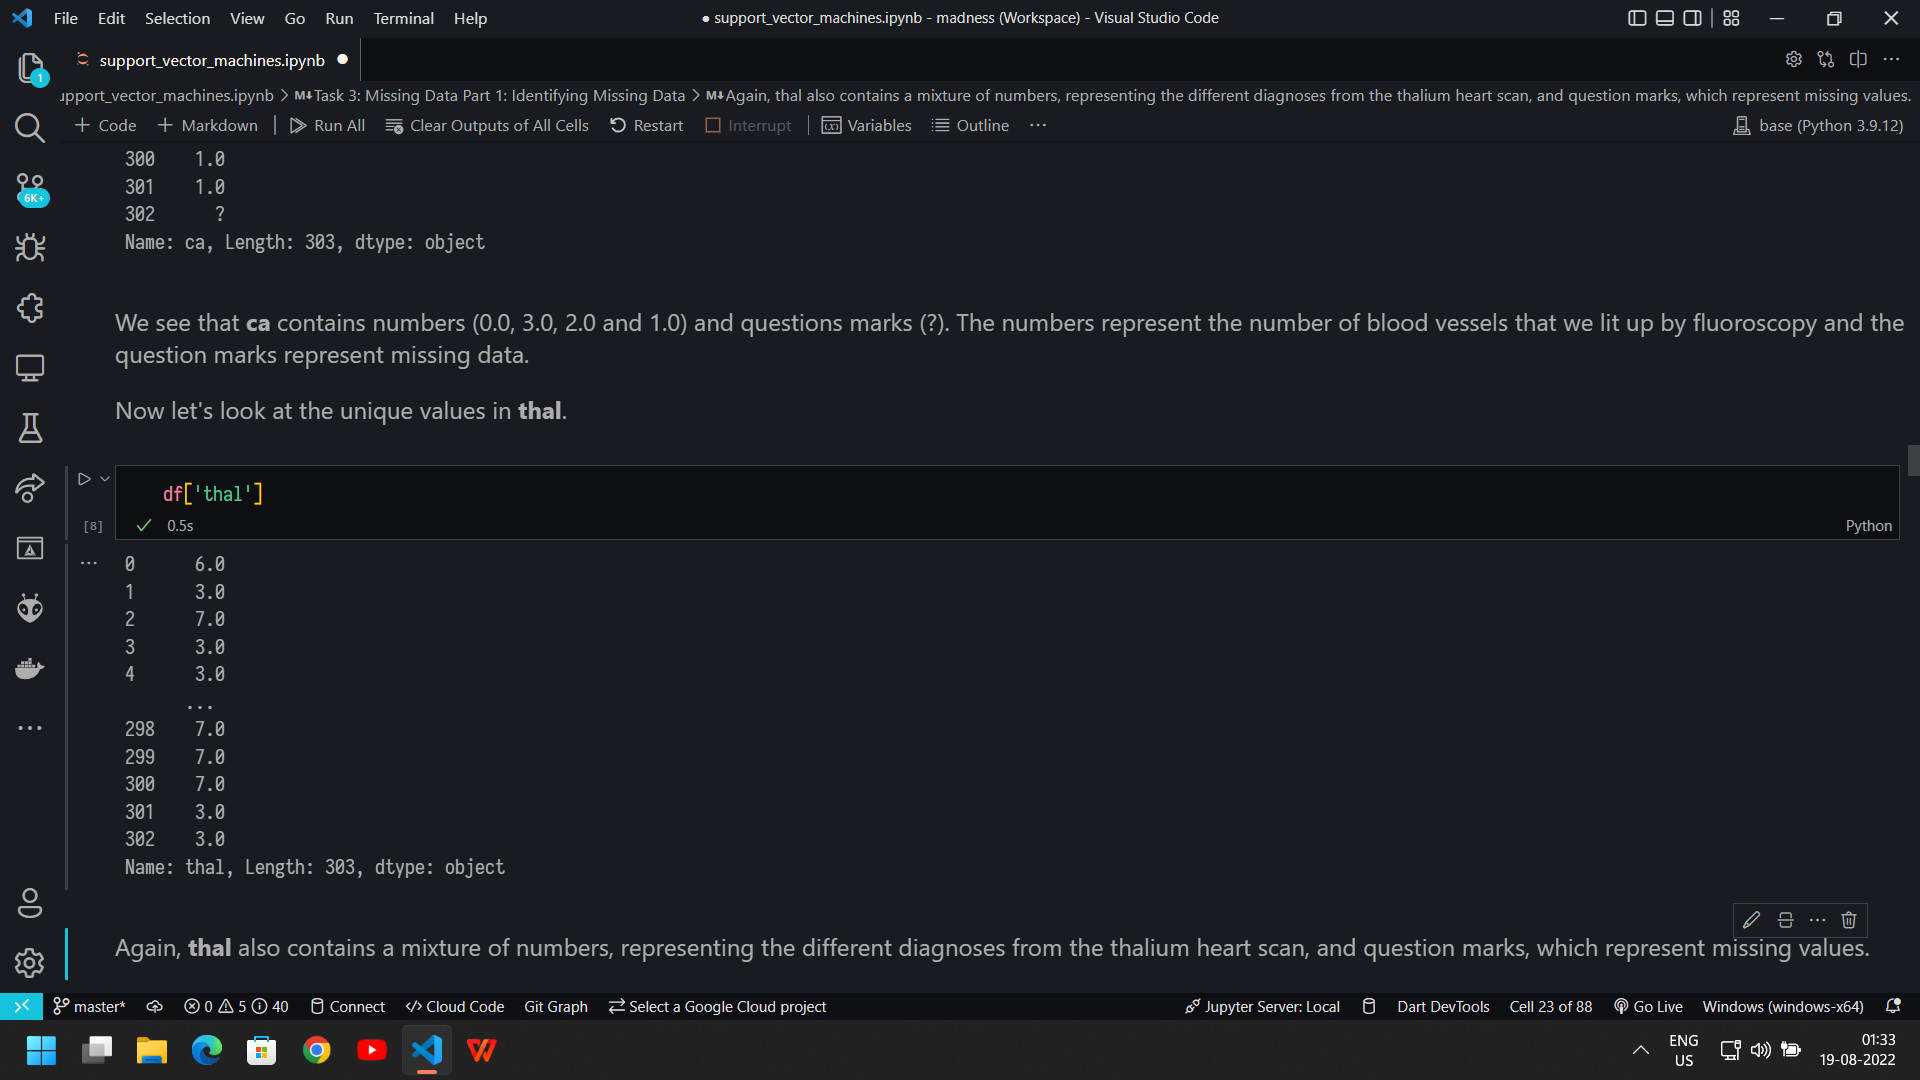 File Edit Selection View Go Run Terminal Help
● support_vector_machines.ipynb - madness (Workspace) - Visual Studio Code
1
support_vector_machines.ipynb
upport_vector_machines.ipynb > M↓Task 3: Missing Data Part 1: Identifying Missing Data > M↓Again, thal also contains a mixture of numbers, representing the different diagnoses from the thalium heart scan, and question marks, which represent missing values.
+ Code + Markdown | Run All Clear Outputs of All Cells Restart Interrupt | Variables Outline ... base (Python 3.9.12)
6K+
300 1.0
301 1.0
302 ?
Name: ca, Length: 303, dtype: object
We see that ca contains numbers (0.0, 3.0, 2.0 and 1.0) and questions marks (?). The numbers represent the number of blood vessels that we lit up by fluoroscopy and the
question marks represent missing data.
Now let's look at the unique values in thal.
df['thal']
[8] 0.5s Python
... 0 6.0
1 3.0
2 7.0
3 3.0
4 3.0
...
298 7.0
299 7.0
300 7.0
301 3.0
302 3.0
Name: thal, Length: 303, dtype: object
Again, thal also contains a mixture of numbers, representing the different diagnoses from the thalium heart scan, and question marks, which represent missing values.
master* 0 5 40 Connect Cloud Code Git Graph Select a Google Cloud project Jupyter Server: Local Dart DevTools Cell 23 of 88 Go Live Windows (windows-x64)
ENG
US
01:33
19-08-2022